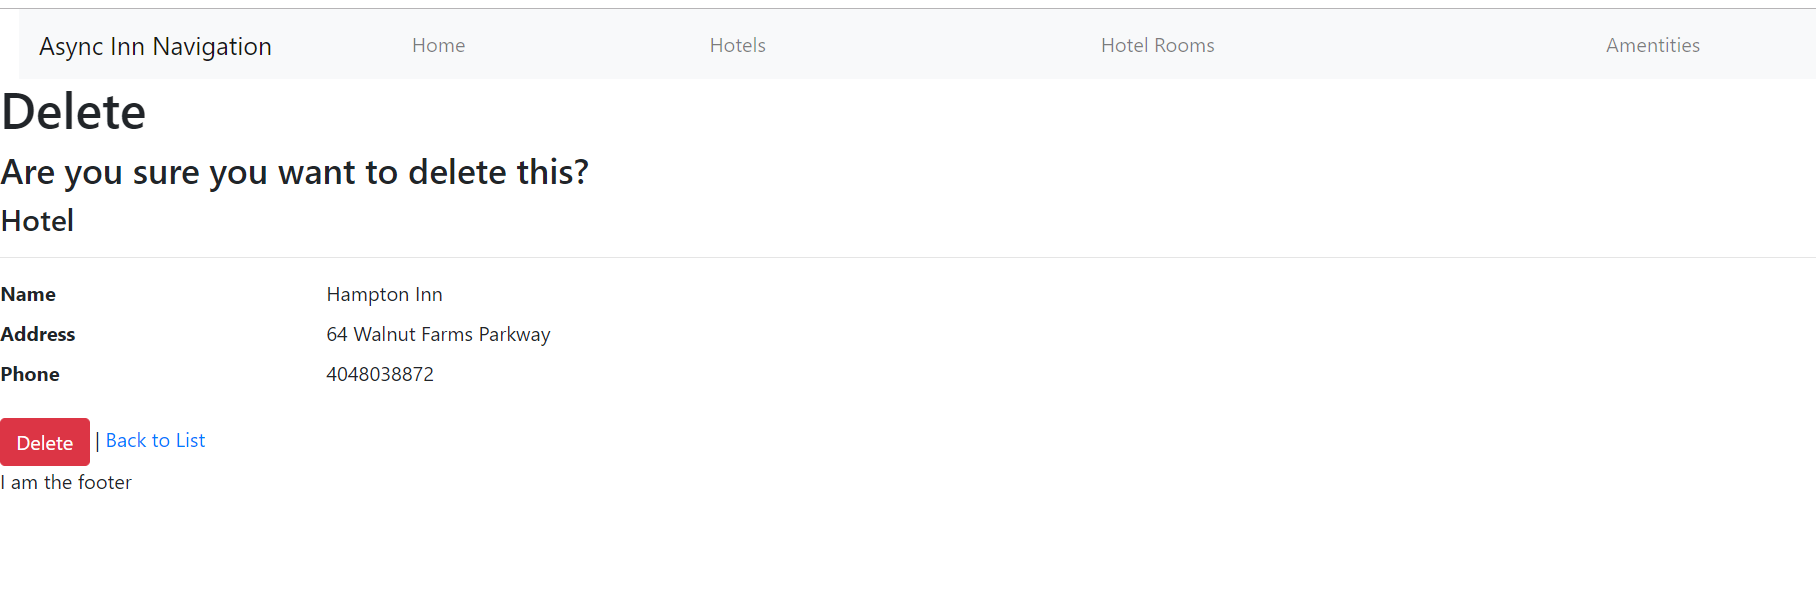 Async Inn Navigation Home Hotels Hotel Rooms Amentities
Delete
Are you sure you want to delete this?
Hotel
Name Hampton Inn
Address 64 Walnut Farms Parkway
Phone 4048038872
Delete | Back to List
I am the footer